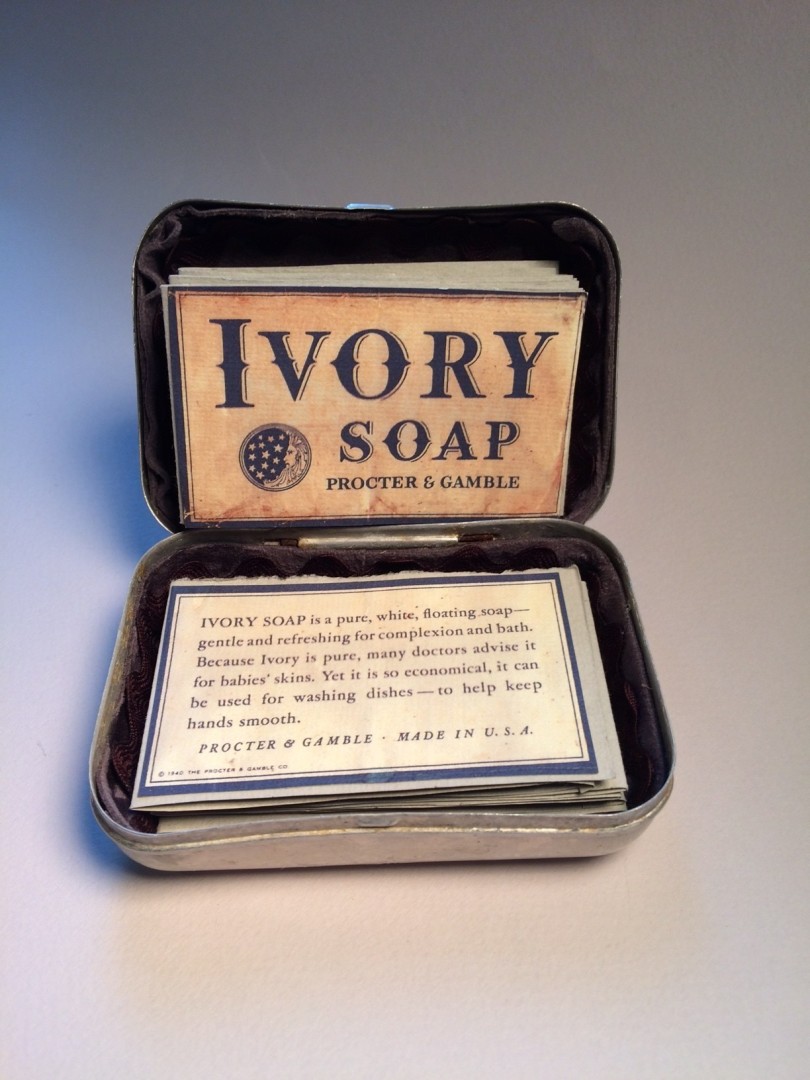 IVORY
SOAP
PROCTER & GAMBLE
IVORY SOAP is a pure, white, floating soap—
gentle and refreshing for complexion and bath.
Because Ivory is pure, many doctors advise it
for babies' skins. Yet it is so economical, it can
be used for washing dishes — to help keep
hands smooth.
PROCTER & GAMBLE · MADE IN U. S. A.
© 1940 THE PROCTER & GAMBLE CO.